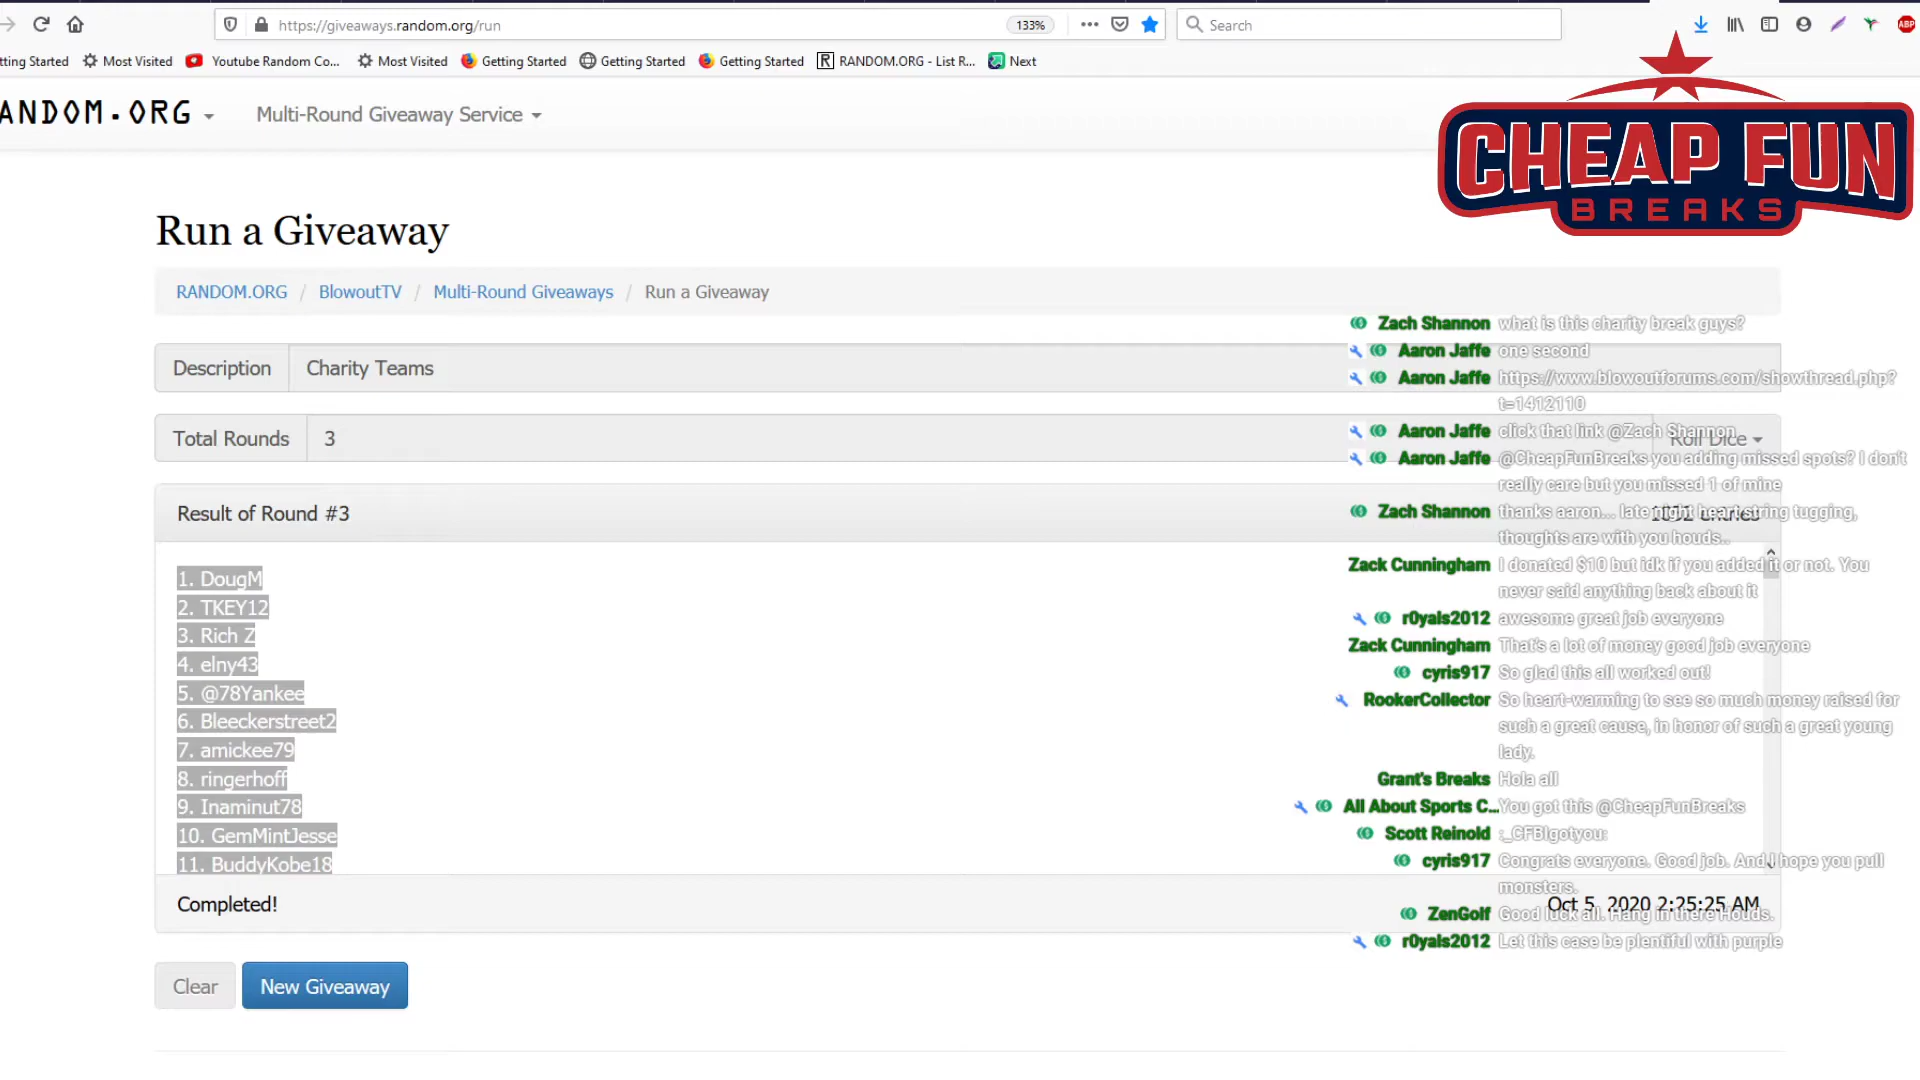 https://giveaways.random.org/run
133%
Search
tting Started
Most Visited
Youtube Random Co...
Most Visited
Getting Started
Getting Started
Getting Started
RANDOM.ORG - List R...
Next
ABP
ANDOM.ORG
Multi-Round Giveaway Service
CHEAP FUN
BREAKS
Run a Giveaway
RANDOM.ORG / BlowoutTV / Multi-Round Giveaways / Run a Giveaway
Description Charity Teams
Total Rounds 3
Roll Dice
Result of Round #3
entries
1. DougM
2. TKEY12
3. Rich Z
4. elny43
5. @78Yankee
6. Bleeckerstreet2
7. amickee79
8. ringerhoff
9. Inaminut78
10. GemMintJesse
11. BuddyKobe18
Completed!
Oct 5, 2020 2:25:25 AM
Clear
New Giveaway
Zach Shannon what is this charity break guys?
Aaron Jaffe one second
Aaron Jaffe https://www.blowoutforums.com/showthread.php?
t=1412110
Aaron Jaffe click that link @Zach Shannon
Aaron Jaffe @CheapFunBreaks you adding missed spots? I don't
really care but you missed 1 of mine
Zach Shannon thanks aaron... late night heart string tugging,
thoughts are with you houds..
Zack Cunningham I donated $10 but idk if you added it or not. You
never said anything back about it
r0yals2012 awesome great job everyone
Zack Cunningham That's a lot of money good job everyone
cyris917 So glad this all worked out!
RookerCollector So heart-warming to see so much money raised for
such a great cause, in honor of such a great young
lady.
Grant's Breaks Hola all
All About Sports C... You got this @CheapFunBreaks
Scott Reinold :_CFBIgotyou:
cyris917 Congrats everyone. Good job. And I hope you pull
monsters.
ZenGolf Good luck all. Hang in there Houds.
r0yals2012 Let this case be plentiful with purple